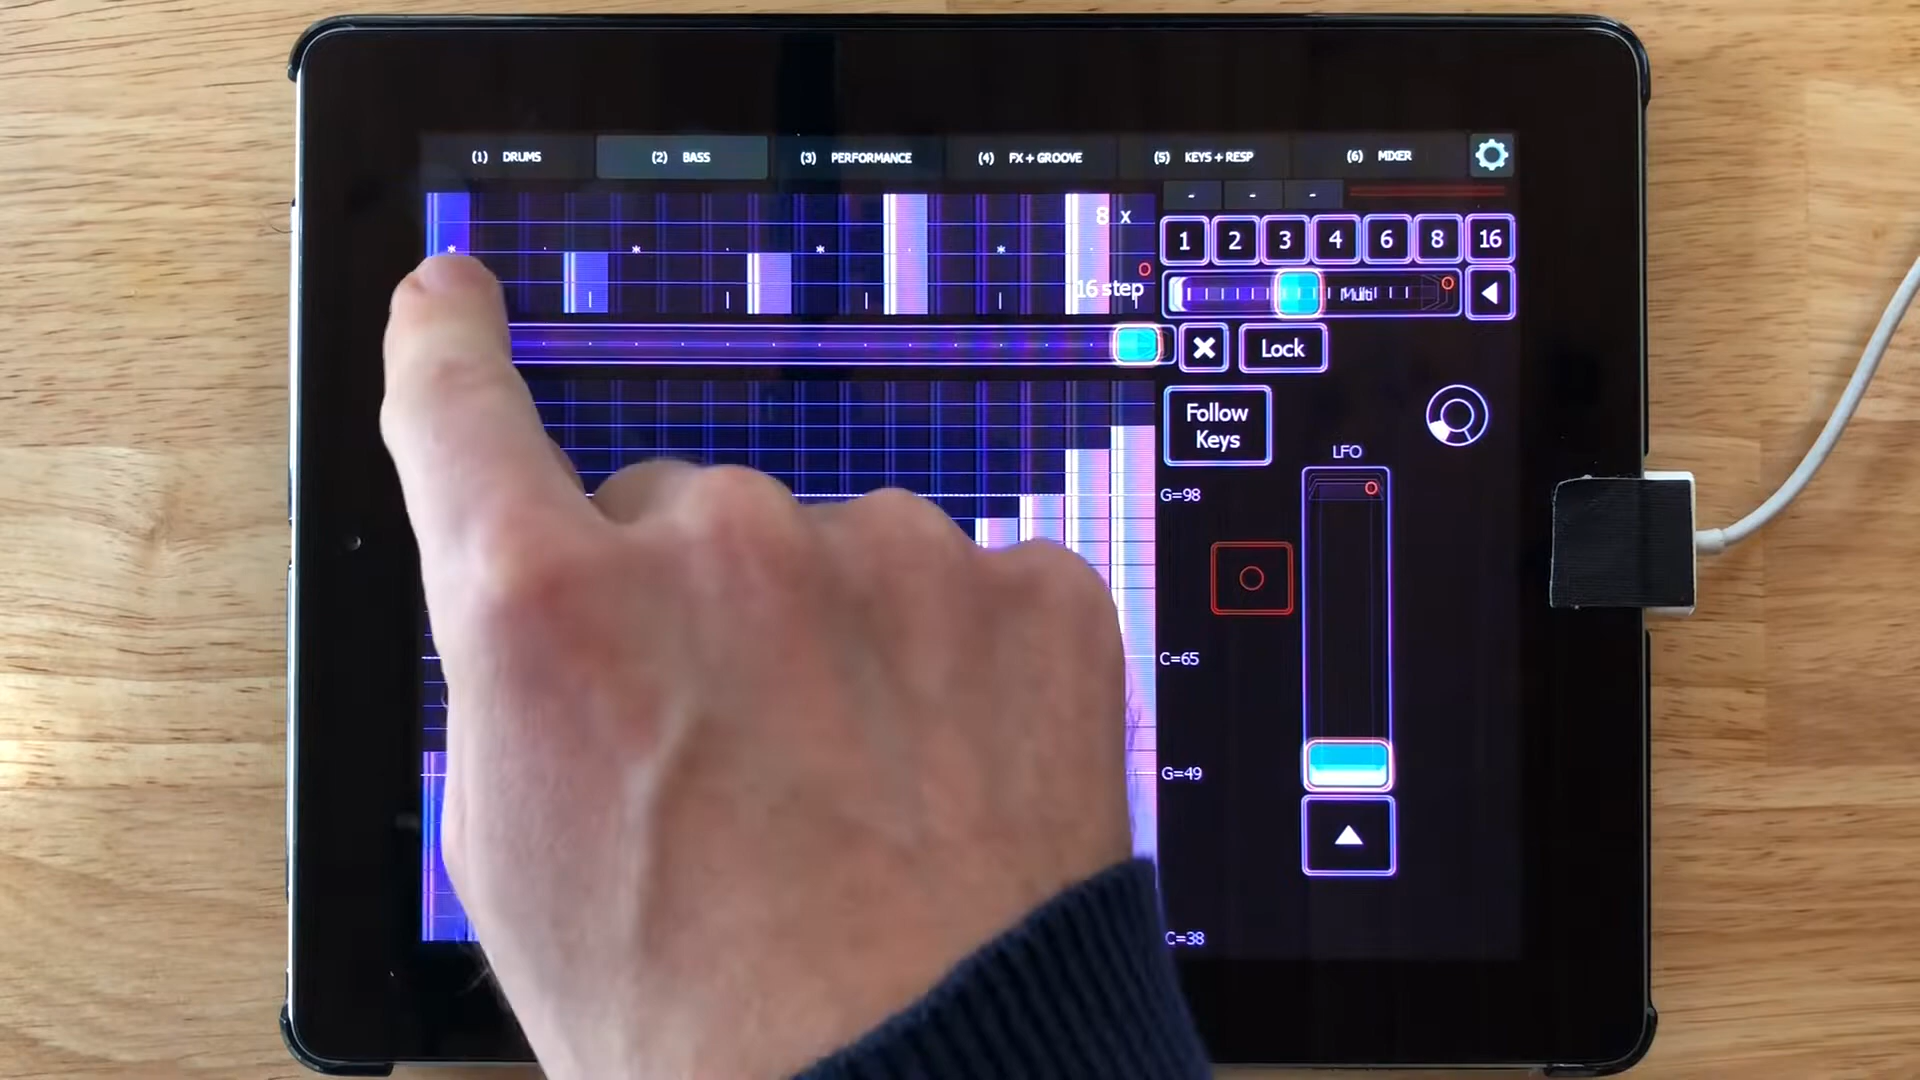 (1) DRUMS (2) BASS (3) PERFORMANCE (4) FX + GROOVE (5) KEYS + RESP (6) MIXER
- - -
8 x
1 2 3 4 6 8 16
16 step
Multi
Lock
Follow
Keys
LFO
G=98
C=65
G=49
C=38